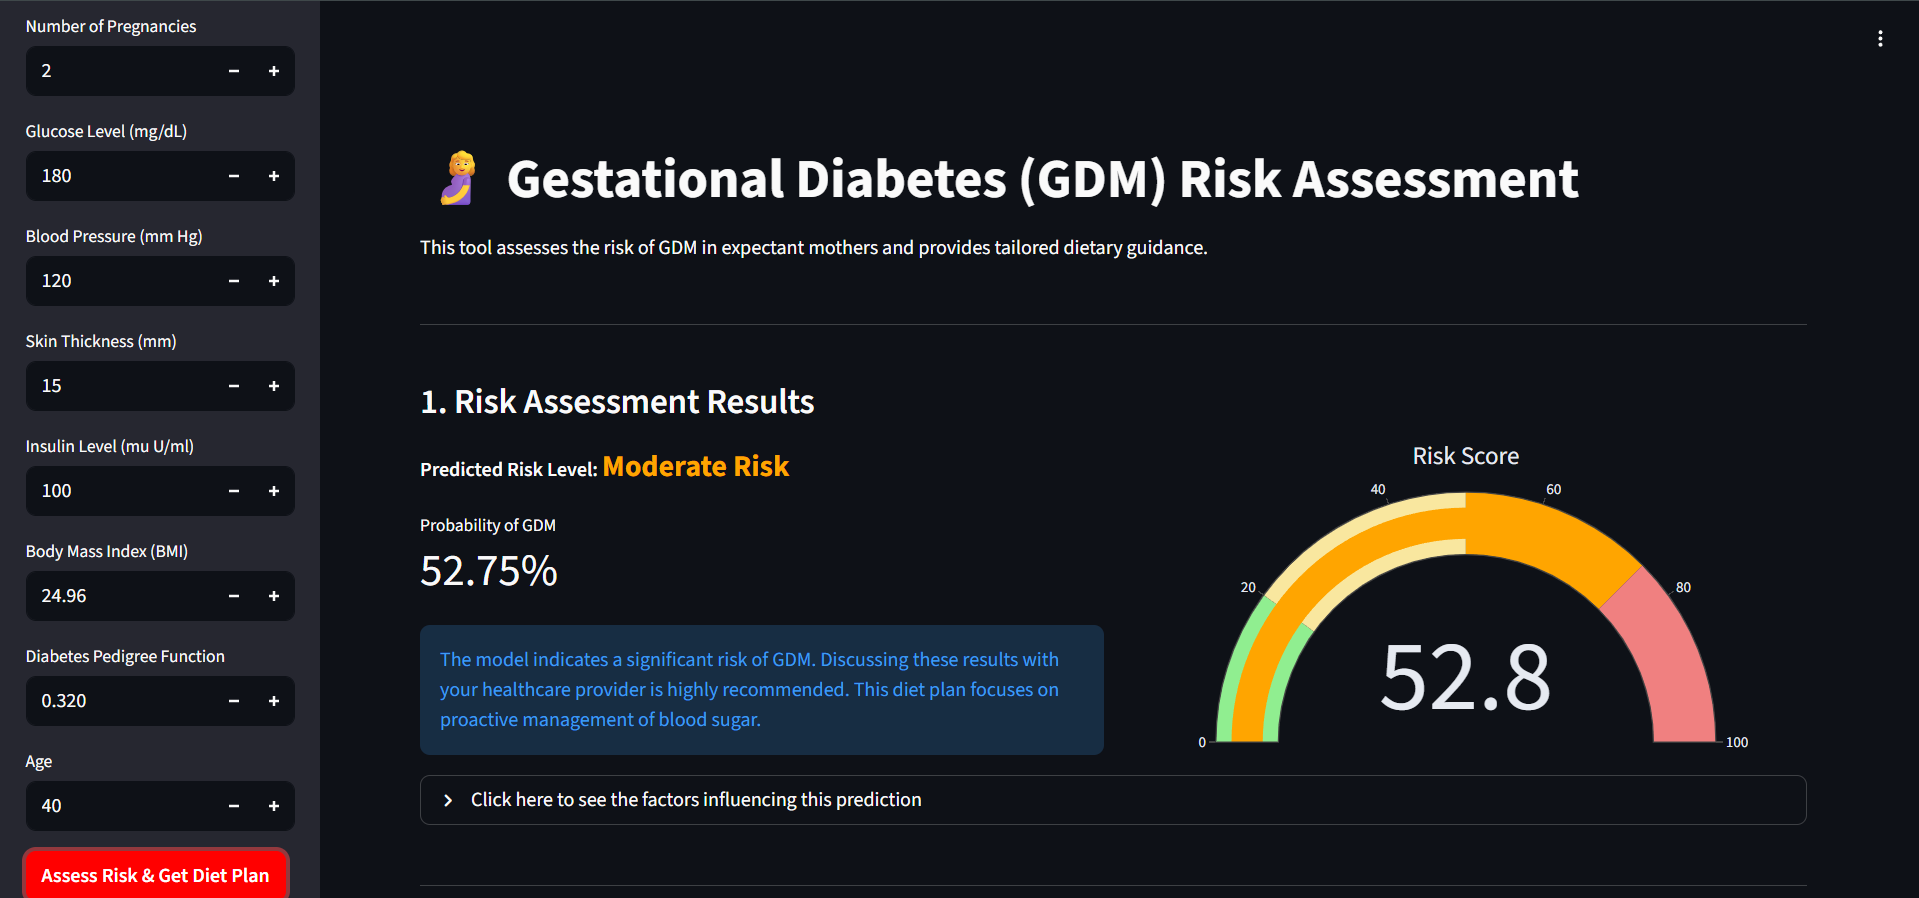 Number of Pregnancies
2
Glucose Level (mg/dL)
180
Blood Pressure (mm Hg)
120
Skin Thickness (mm)
15
Insulin Level (mu U/ml)
100
Body Mass Index (BMI)
24.96
Diabetes Pedigree Function
0.320
Age
40
Assess Risk & Get Diet Plan
Gestational Diabetes (GDM) Risk Assessment
This tool assesses the risk of GDM in expectant mothers and provides tailored dietary guidance.
1. Risk Assessment Results
Predicted Risk Level: Moderate Risk
Probability of GDM
52.75%
The model indicates a significant risk of GDM. Discussing these results with
your healthcare provider is highly recommended. This diet plan focuses on
proactive management of blood sugar.
Risk Score
0
20
40
60
80
100
52.8
Click here to see the factors influencing this prediction